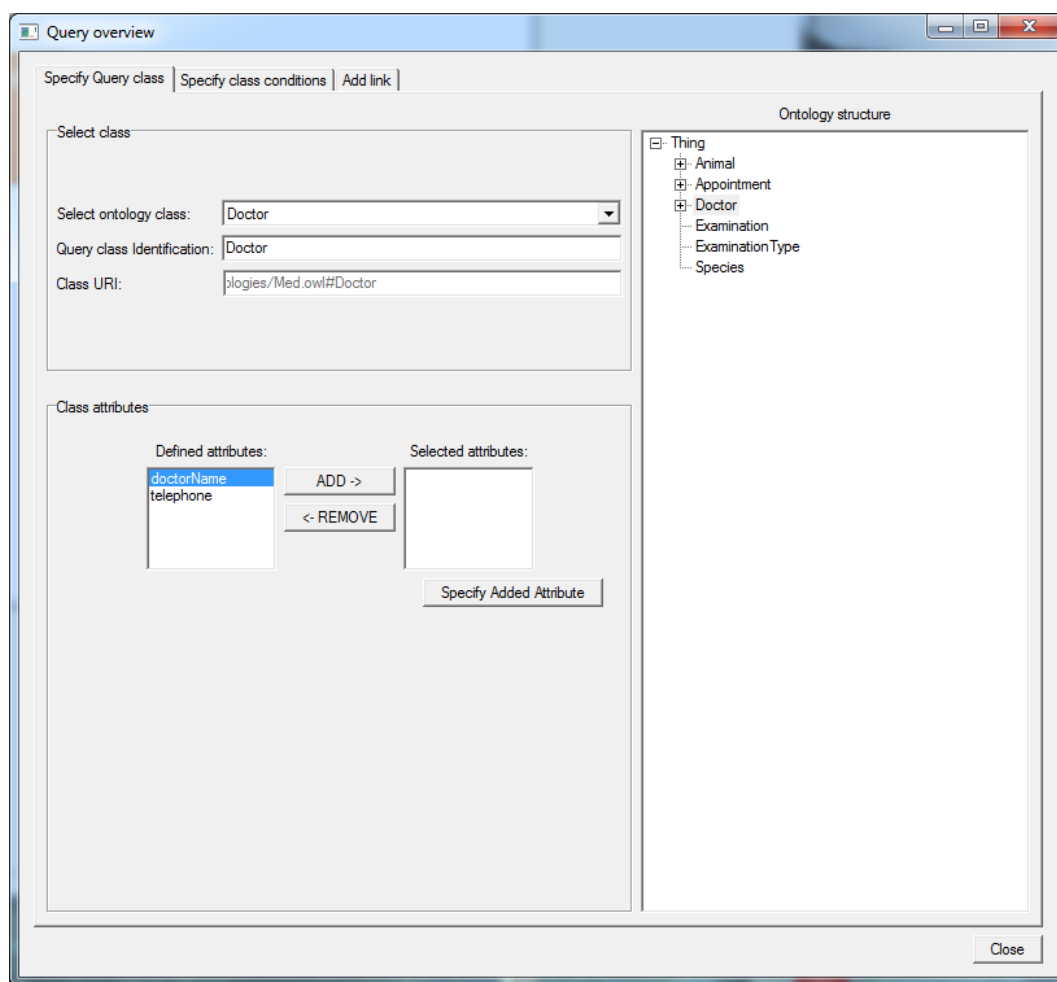 Query overview
Specify Query class
Specify class conditions
Add link
Select class
Select ontology class:
Doctor
Query class Identification:
Doctor
Class URI:
ologies/Med.owl#Doctor
Class attributes
Defined attributes:
doctorName
telephone
ADD ->
<- REMOVE
Selected attributes:
Specify Added Attribute
Ontology structure
Thing
Animal
Appointment
Doctor
Examination
ExaminationType
Species
Close